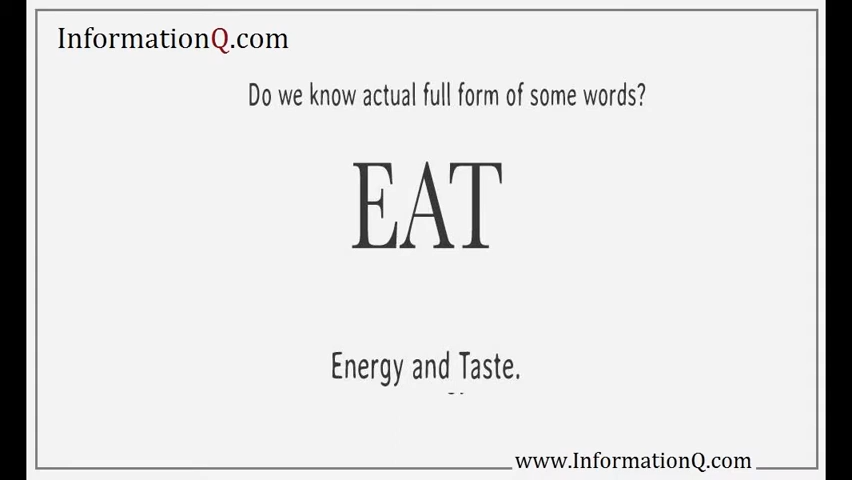 InformationQ.com
Do we know actual full form of some words?
EAT
Energy and Taste.
www.InformationQ.com